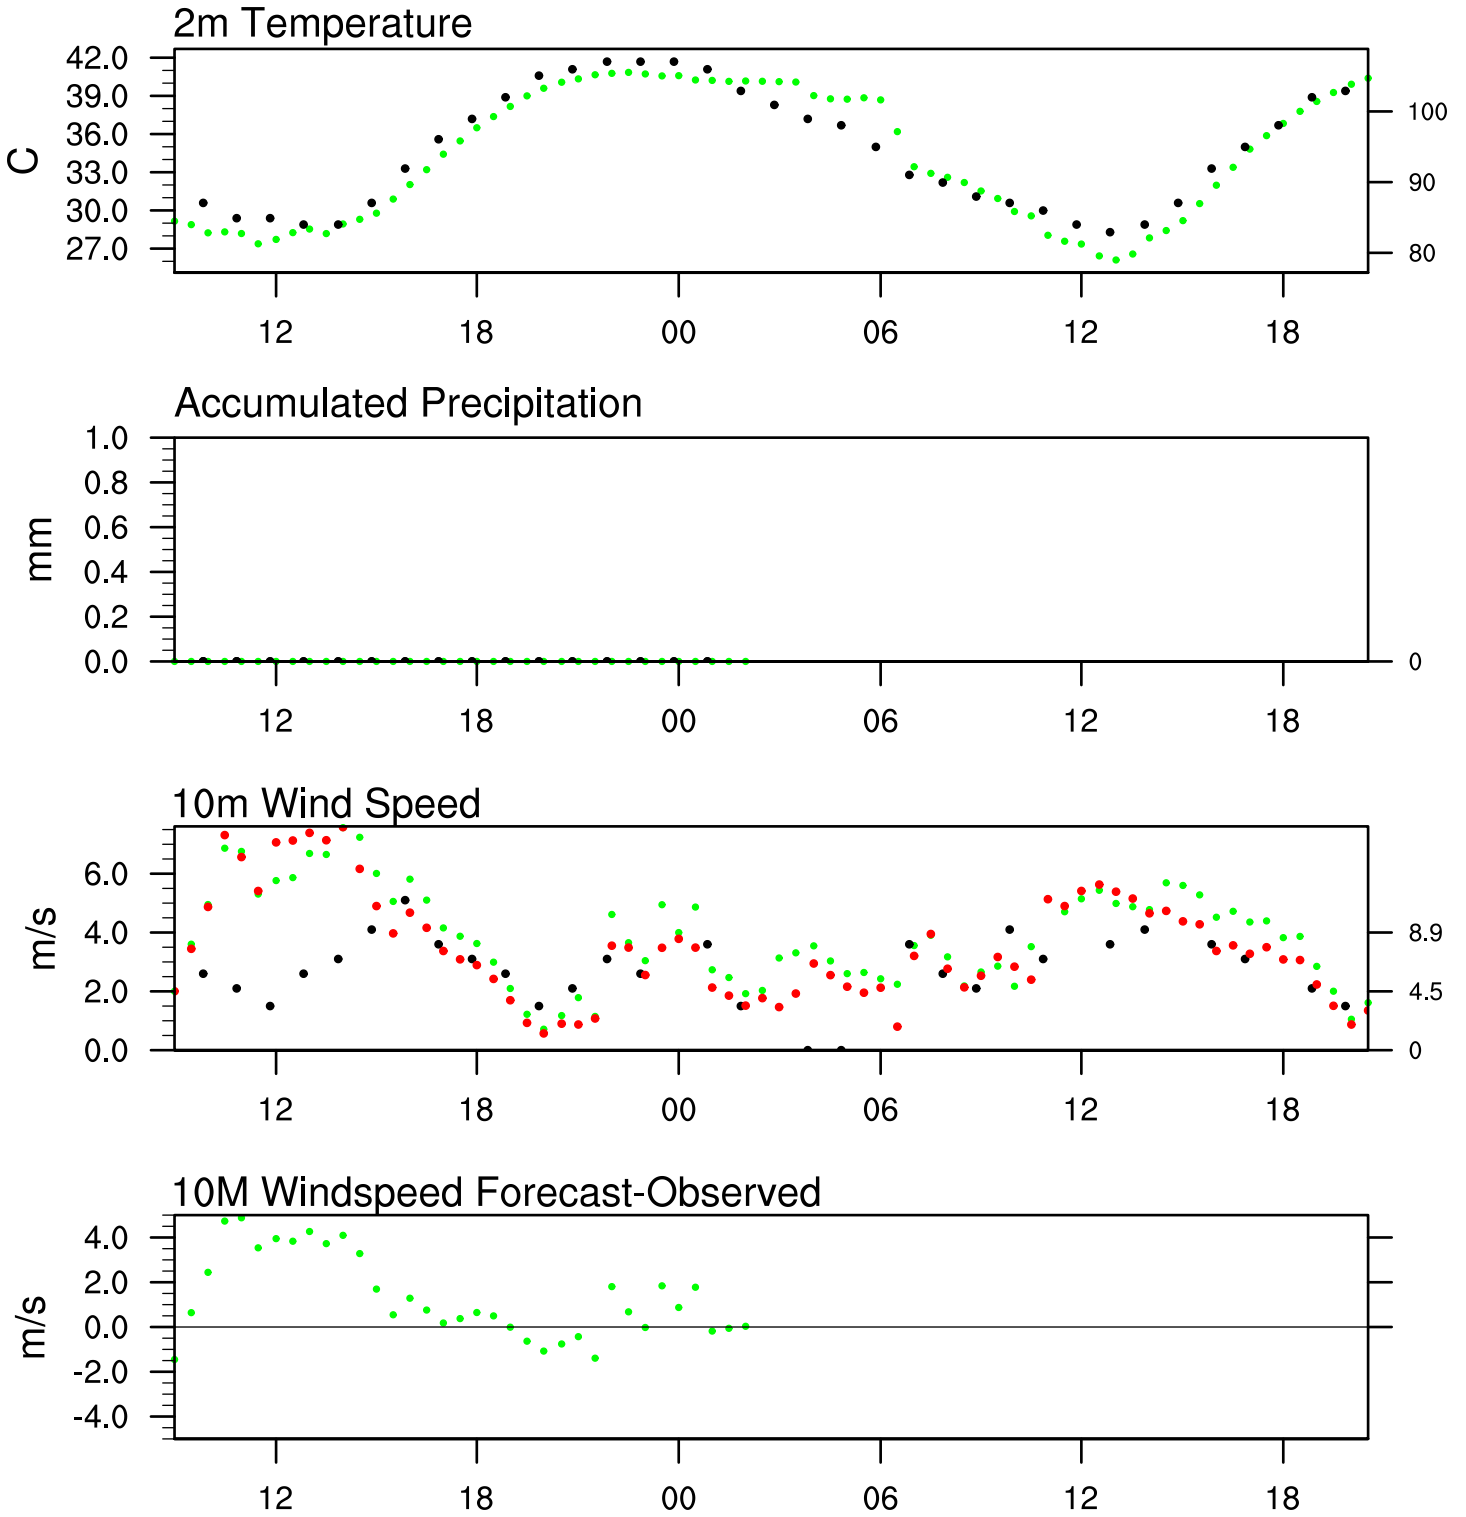 2m Temperature
42.0
39.0
36.0
33.0
30.0
27.0
C
100
90
80
12 18 00 06 12 18
Accumulated Precipitation
1.0
0.8
0.6
0.4
0.2
0.0
mm
0
12 18 00 06 12 18
10m Wind Speed
6.0
4.0
2.0
0.0
m/s
8.9
4.5
0
12 18 00 06 12 18
10M Windspeed Forecast-Observed
4.0
2.0
0.0
-2.0
-4.0
m/s
12 18 00 06 12 18